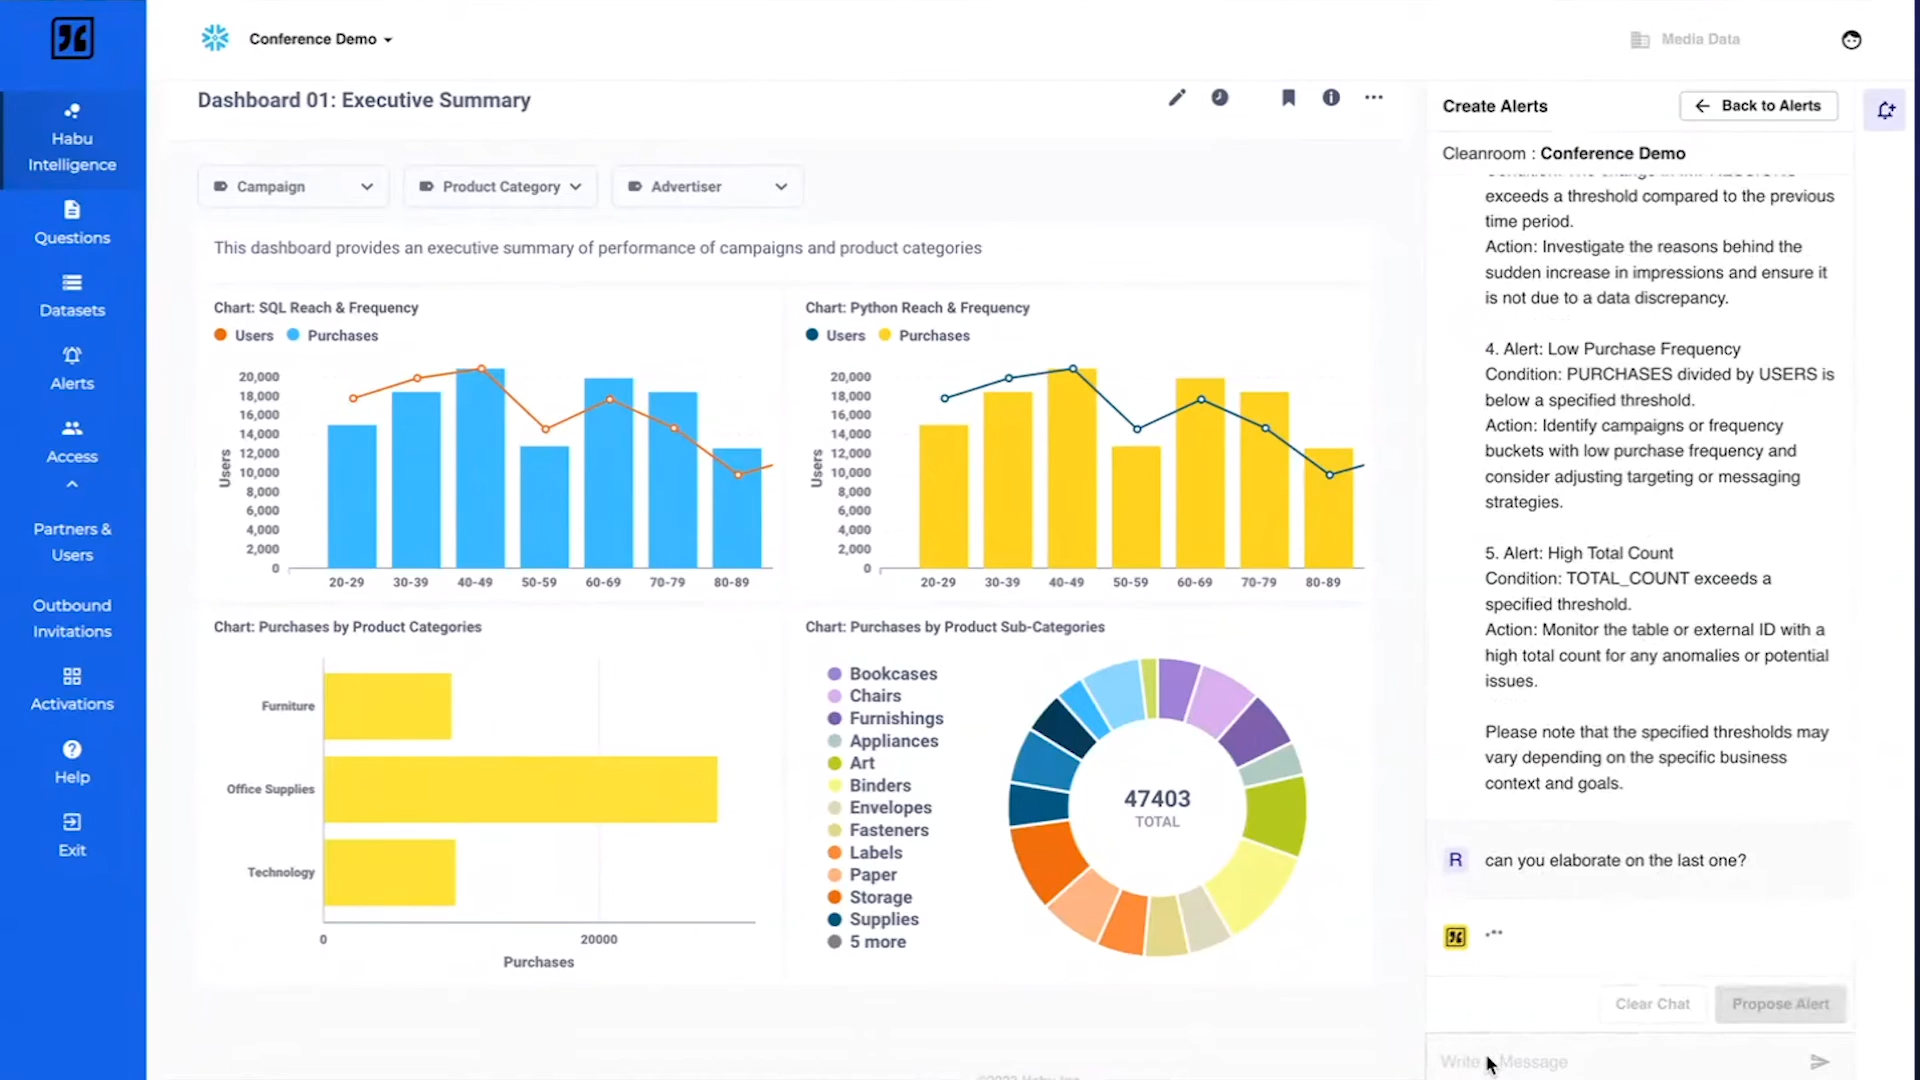 Conference Demo
Media Data
Habu
Intelligence
Questions
Datasets
Alerts
Access
Partners &
Users
Outbound
Invitations
Activations
Help
Exit
Dashboard 01: Executive Summary
Campaign
Product Category
Advertiser
This dashboard provides an executive summary of performance of campaigns and product categories
Chart: SQL Reach & Frequency
Users Purchases
20,000
18,000
16,000
14,000
12,000
10,000
8,000
6,000
4,000
2,000
0
Users
20-29 30-39 40-49 50-59 60-69 70-79 80-89
Chart: Python Reach & Frequency
Users Purchases
20,000
18,000
16,000
14,000
12,000
10,000
8,000
6,000
4,000
2,000
0
Users
20-29 30-39 40-49 50-59 60-69 70-79 80-89
Chart: Purchases by Product Categories
Furniture
Office Supplies
Technology
0 20000
Purchases
Chart: Purchases by Product Sub-Categories
Bookcases
Chairs
Furnishings
Appliances
Art
Binders
Envelopes
Fasteners
Labels
Paper
Storage
Supplies
5 more
47403
TOTAL
Create Alerts
Back to Alerts
Cleanroom : Conference Demo
exceeds a threshold compared to the previous
time period.
Action: Investigate the reasons behind the
sudden increase in impressions and ensure it
is not due to a data discrepancy.
4. Alert: Low Purchase Frequency
Condition: PURCHASES divided by USERS is
below a specified threshold.
Action: Identify campaigns or frequency
buckets with low purchase frequency and
consider adjusting targeting or messaging
strategies.
5. Alert: High Total Count
Condition: TOTAL_COUNT exceeds a
specified threshold.
Action: Monitor the table or external ID with a
high total count for any anomalies or potential
issues.
Please note that the specified thresholds may
vary depending on the specific business
context and goals.
R can you elaborate on the last one?
Clear Chat
Propose Alert
Write Message